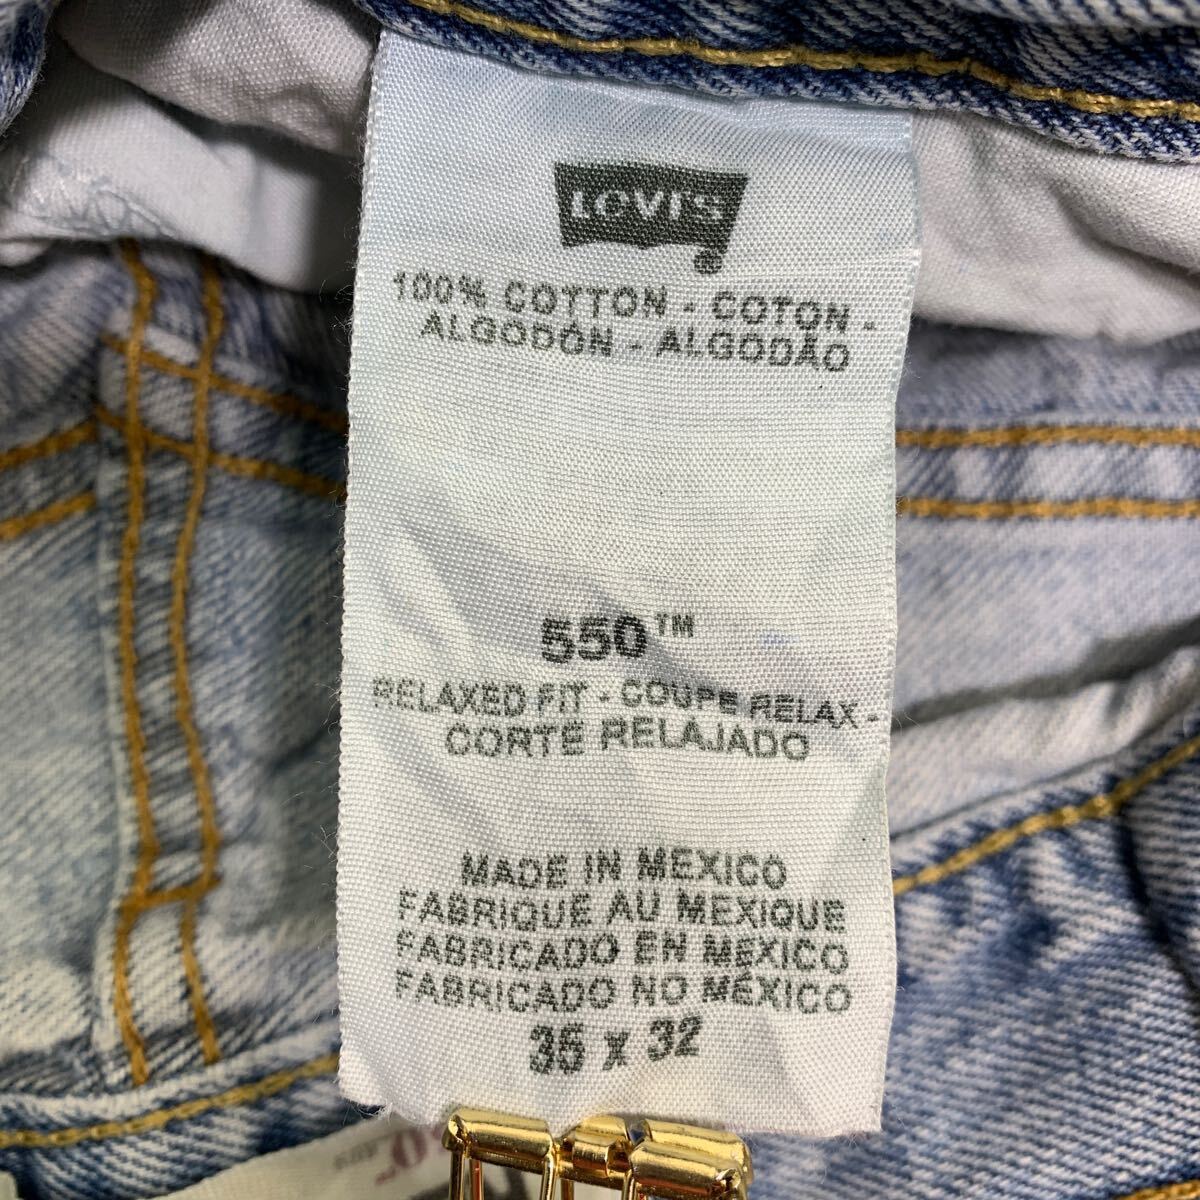 LEVI'S
100% COTTON - COTON -
ALGODÓN - ALGODÃO
550™
RELAXED FIT - COUPE RELAX -
CORTE RELAJADO
MADE IN MEXICO
FABRIQUE AU MEXIQUE
FABRICADO EN MEXICO
FABRICADO NO MÉXICO
35 x 32